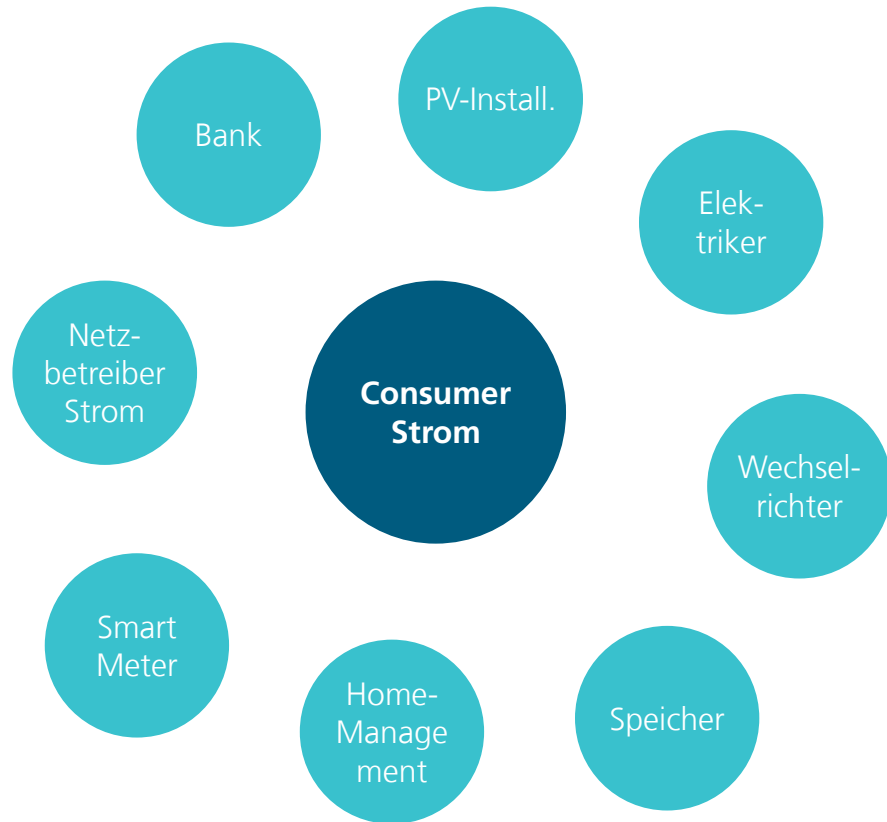 PV-Install.
Bank
Elek-
triker
Netz-
betreiber
Strom
Consumer
Strom
Wechsel-
richter
Smart
Meter
Home-
Manage
ment
Speicher